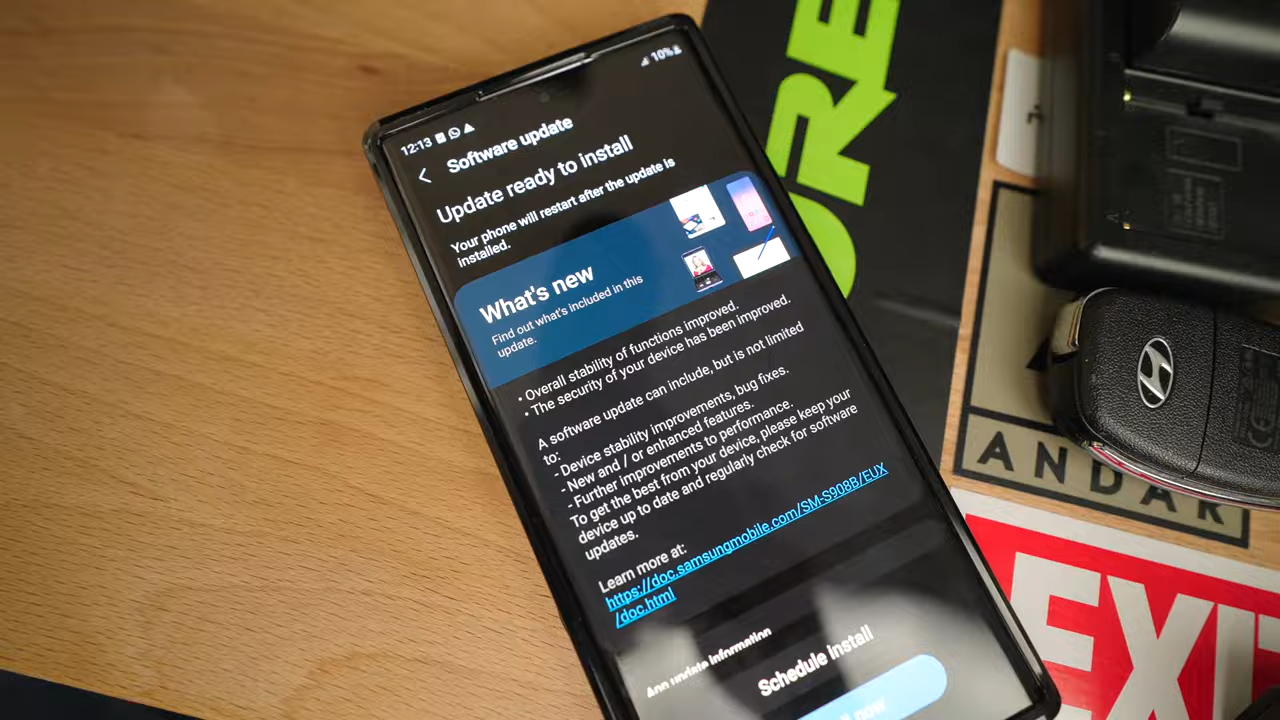 12:13
10%
Software update
Update ready to install
Your phone will restart after the update is
installed.
What's new
Find out what's included in this
update.
• Overall stability of functions improved.
• The security of your device has been improved.
A software update can include, but is not limited
to:
- Device stability improvements, bug fixes.
- New and / or enhanced features.
- Further improvements to performance.
To get the best from your device, please keep your
device up to date and regularly check for software
updates.
Learn more at:
https://doc.samsungmobile.com/SM-S908B/EUX
/doc.html
App update information
Schedule install
now
ORE
ANDAR
EXIT